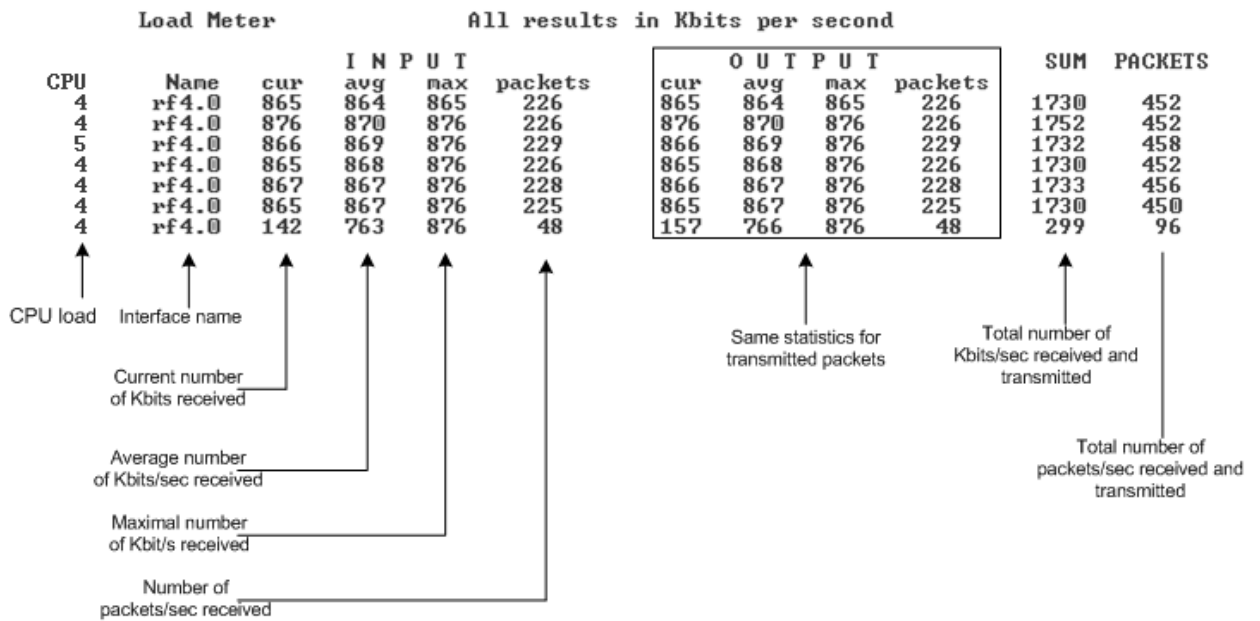 Load Meter All results in Kbits per second
I N P U T O U T P U T SUM PACKETS
CPU Name cur avg max packets cur avg max packets
4 rf4.0 865 864 865 226 865 864 865 226 1730 452
4 rf4.0 876 870 876 226 876 870 876 226 1752 452
5 rf4.0 866 869 876 229 866 869 876 229 1732 458
4 rf4.0 865 868 876 226 865 868 876 226 1730 452
4 rf4.0 867 867 876 228 866 867 876 228 1733 456
4 rf4.0 865 867 876 225 865 867 876 225 1730 450
4 rf4.0 142 763 876 48 157 766 876 48 299 96
CPU load
Interface name
Current number
of Kbits received
Average number
of Kbits/sec received
Maximal number
of Kbit/s received
Number of
packets/sec received
Same statistics for
transmitted packets
Total number of
Kbits/sec received and
transmitted
Total number of
packets/sec received and
transmitted